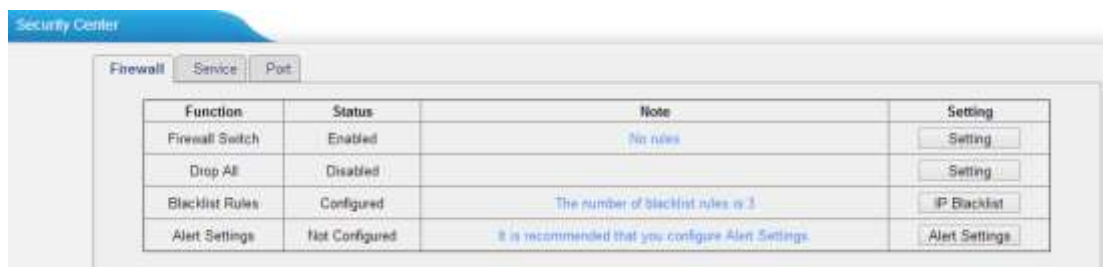 Security Center
Firewall Service Port
Function Status Note Setting
Firewall Switch Enabled No rules Setting
Drop All Disabled Setting
Blacklist Rules Configured The number of blacklist rules is 3 IP Blacklist
Alert Settings Not Configured It is recommended that you configure Alert Settings Alert Settings